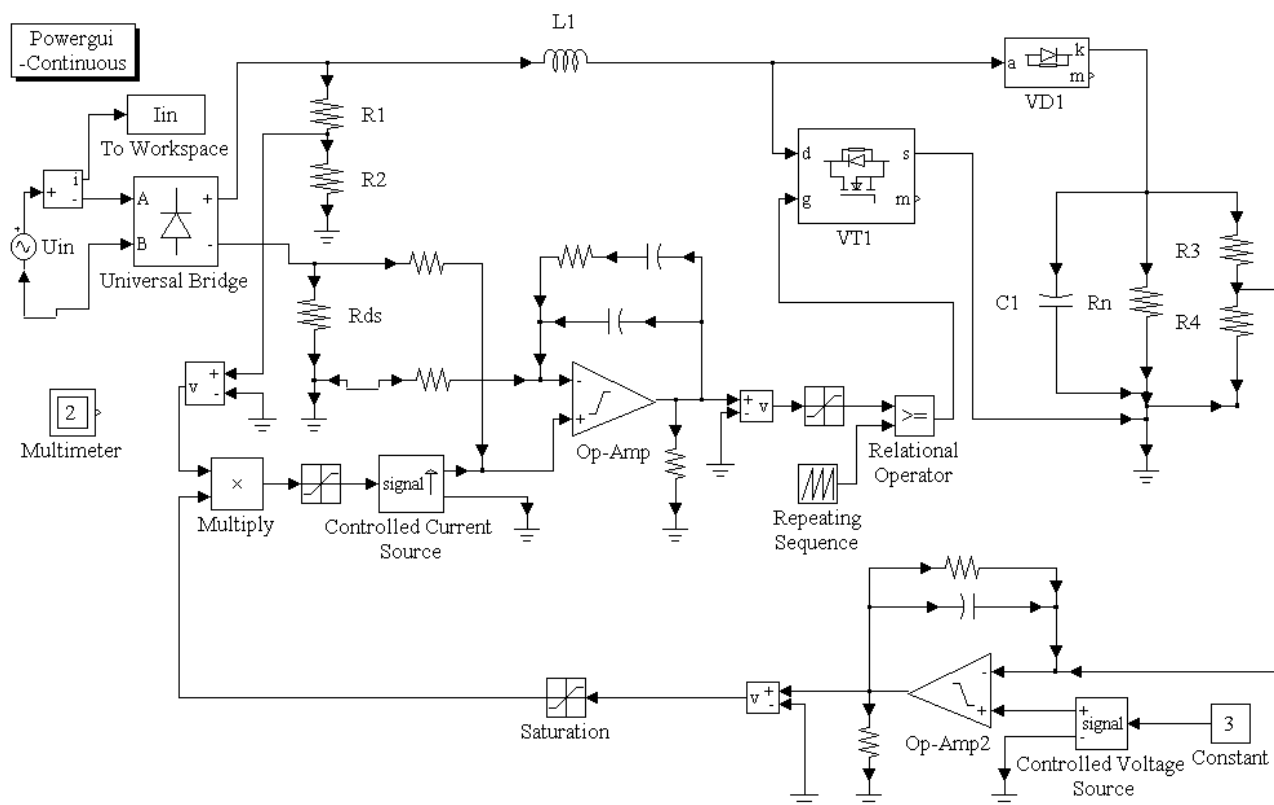 L1
Powergui
-Continuous
Iin
To Workspace
a
k
m
VD1
R1
R2
i
+
-
A
B
+
-
Universal Bridge
+
Uin
d
g
s
m
VT1
Rds
C1
Rn
R3
R4
v
+
-
2
Multimeter
-
+
Op-Amp
+
-
v
>=
Relational
Operator
×
Multiply
signal
Controlled Current
Source
Repeating
Sequence
Saturation
v
+
-
-
+
Op-Amp2
+
signal
-
Controlled Voltage
Source
3
Constant